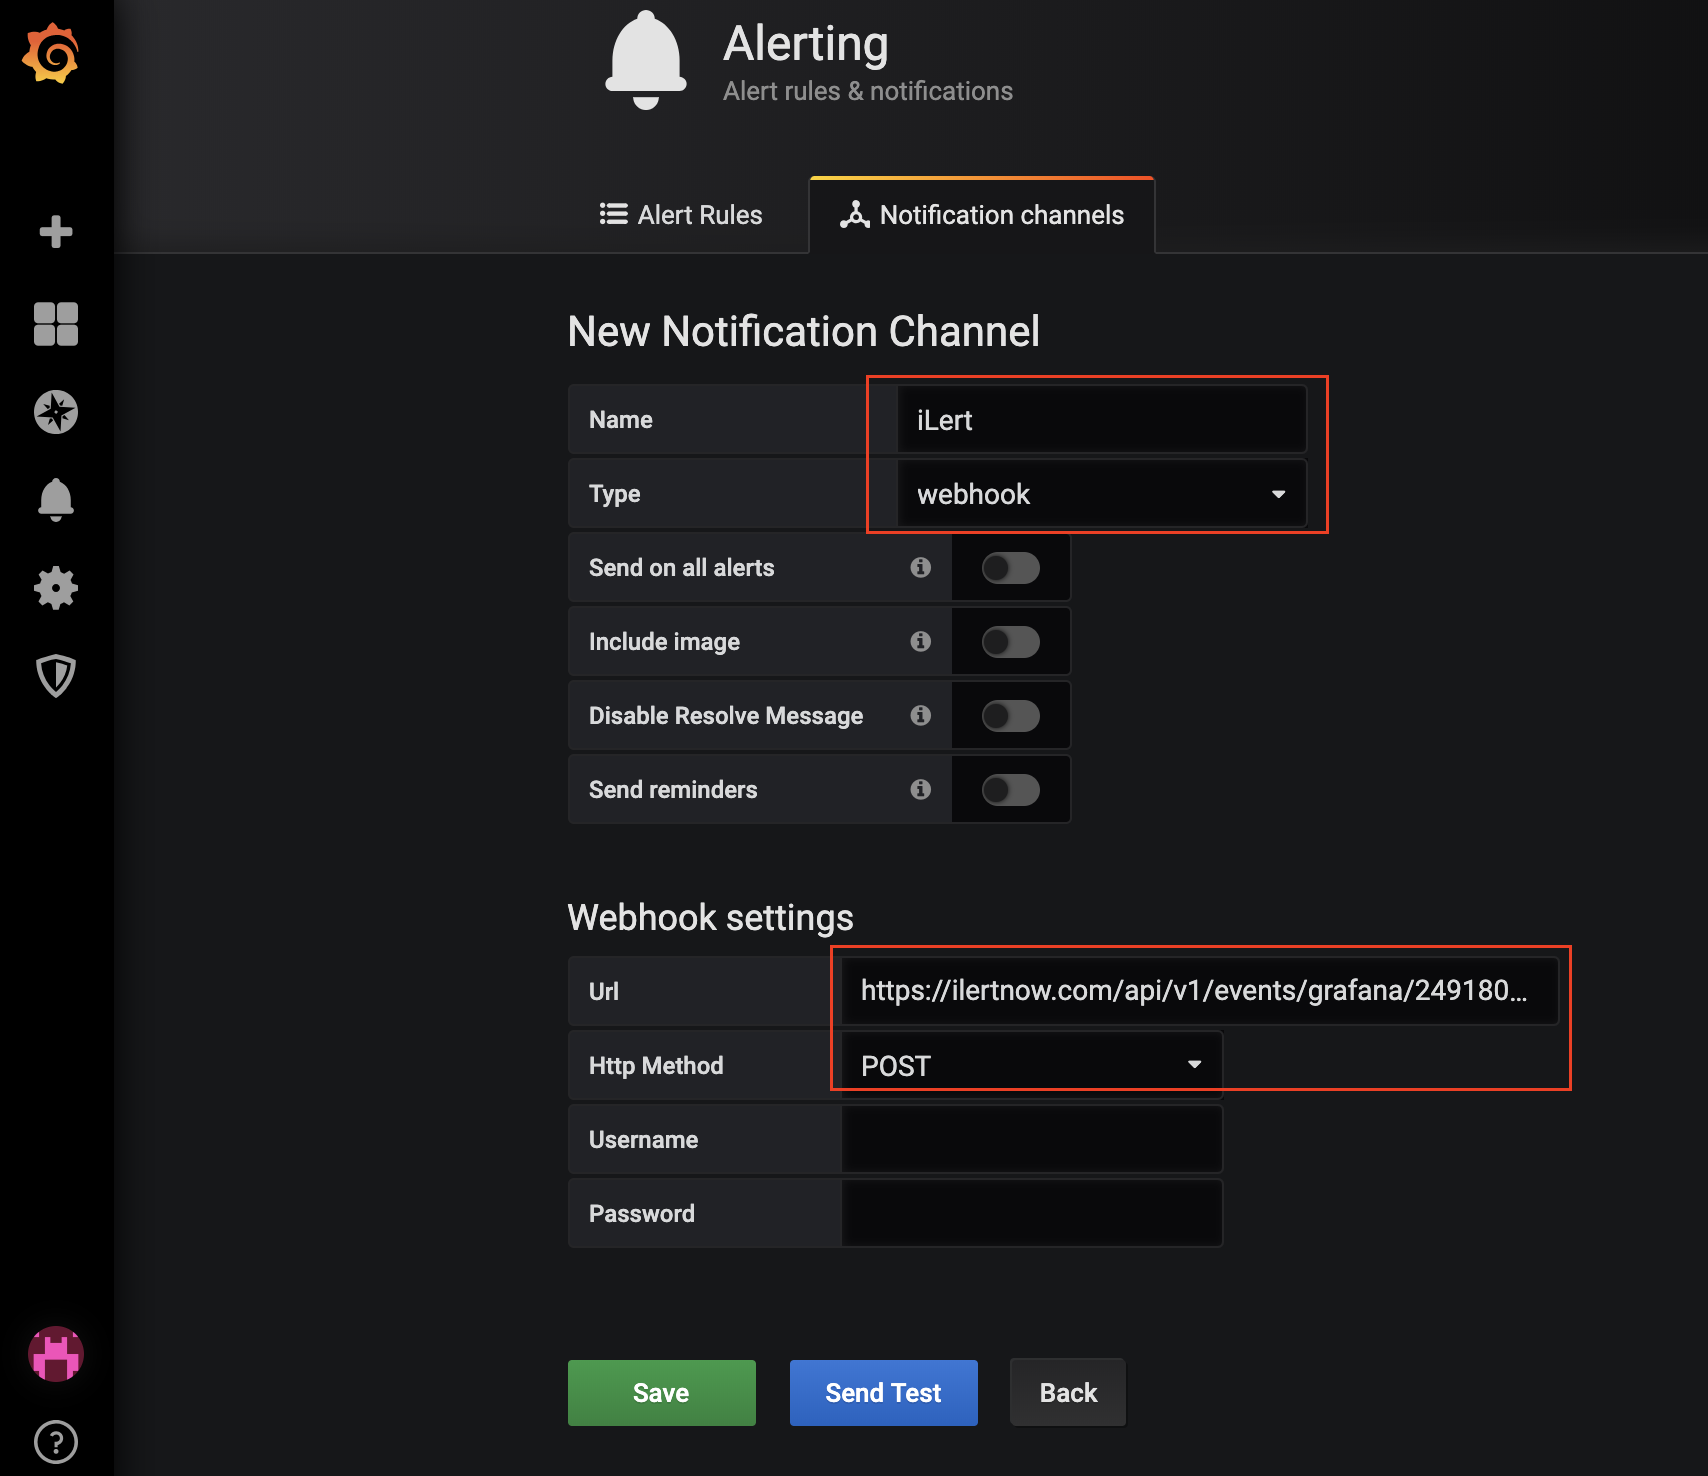 Alerting
Alert rules & notifications
Alert Rules
Notification channels
New Notification Channel
Name iLert
Type webhook
Send on all alerts
Include image
Disable Resolve Message
Send reminders
Webhook settings
Url https://ilertnow.com/api/v1/events/grafana/249180...
Http Method POST
Username
Password
Save Send Test Back